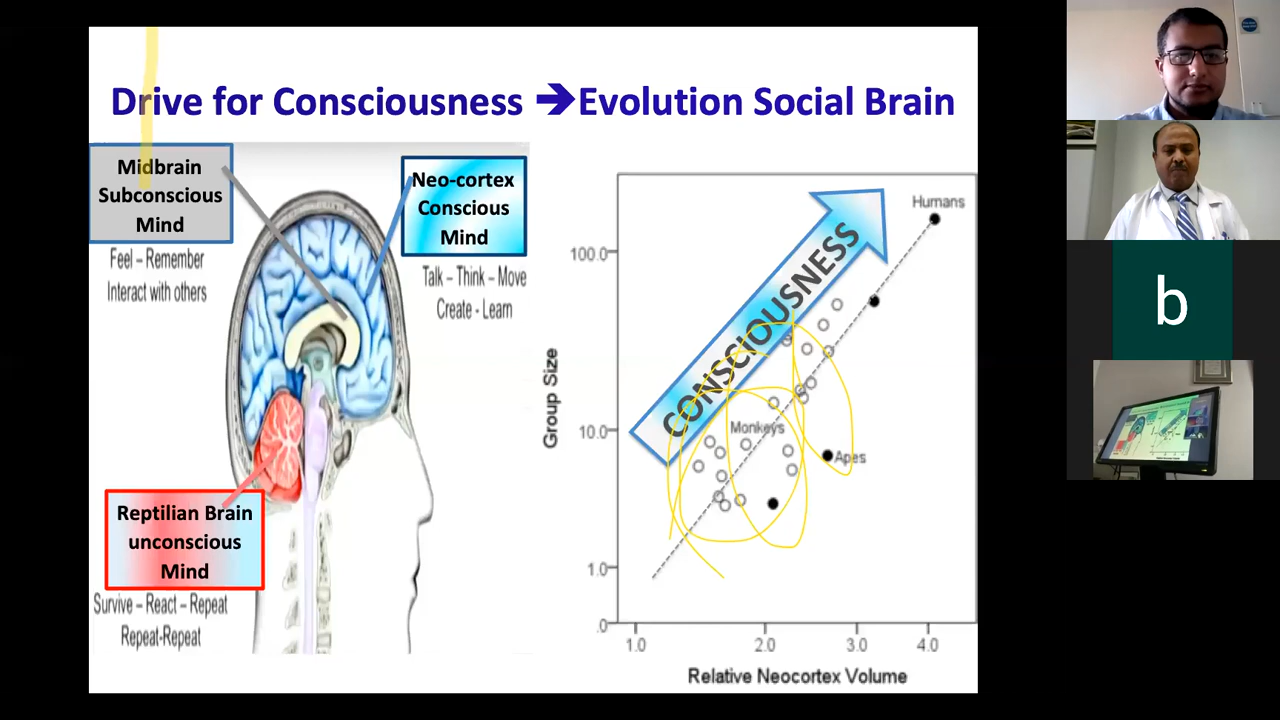 Drive for Consciousness ➔Evolution Social Brain
Midbrain
Subconscious
Mind
Feel – Remember
Interact with others
Neo-cortex
Conscious
Mind
Talk – Think – Move
Create - Learn
Reptilian Brain
unconscious
Mind
Survive – React – Repeat
Repeat-Repeat
CONSCIOUSNESS
Humans
Monkeys
Apes
Group Size
100.0
10.0
1.0
.0
1.0
2.0
3.0
4.0
Relative Neocortex Volume
b